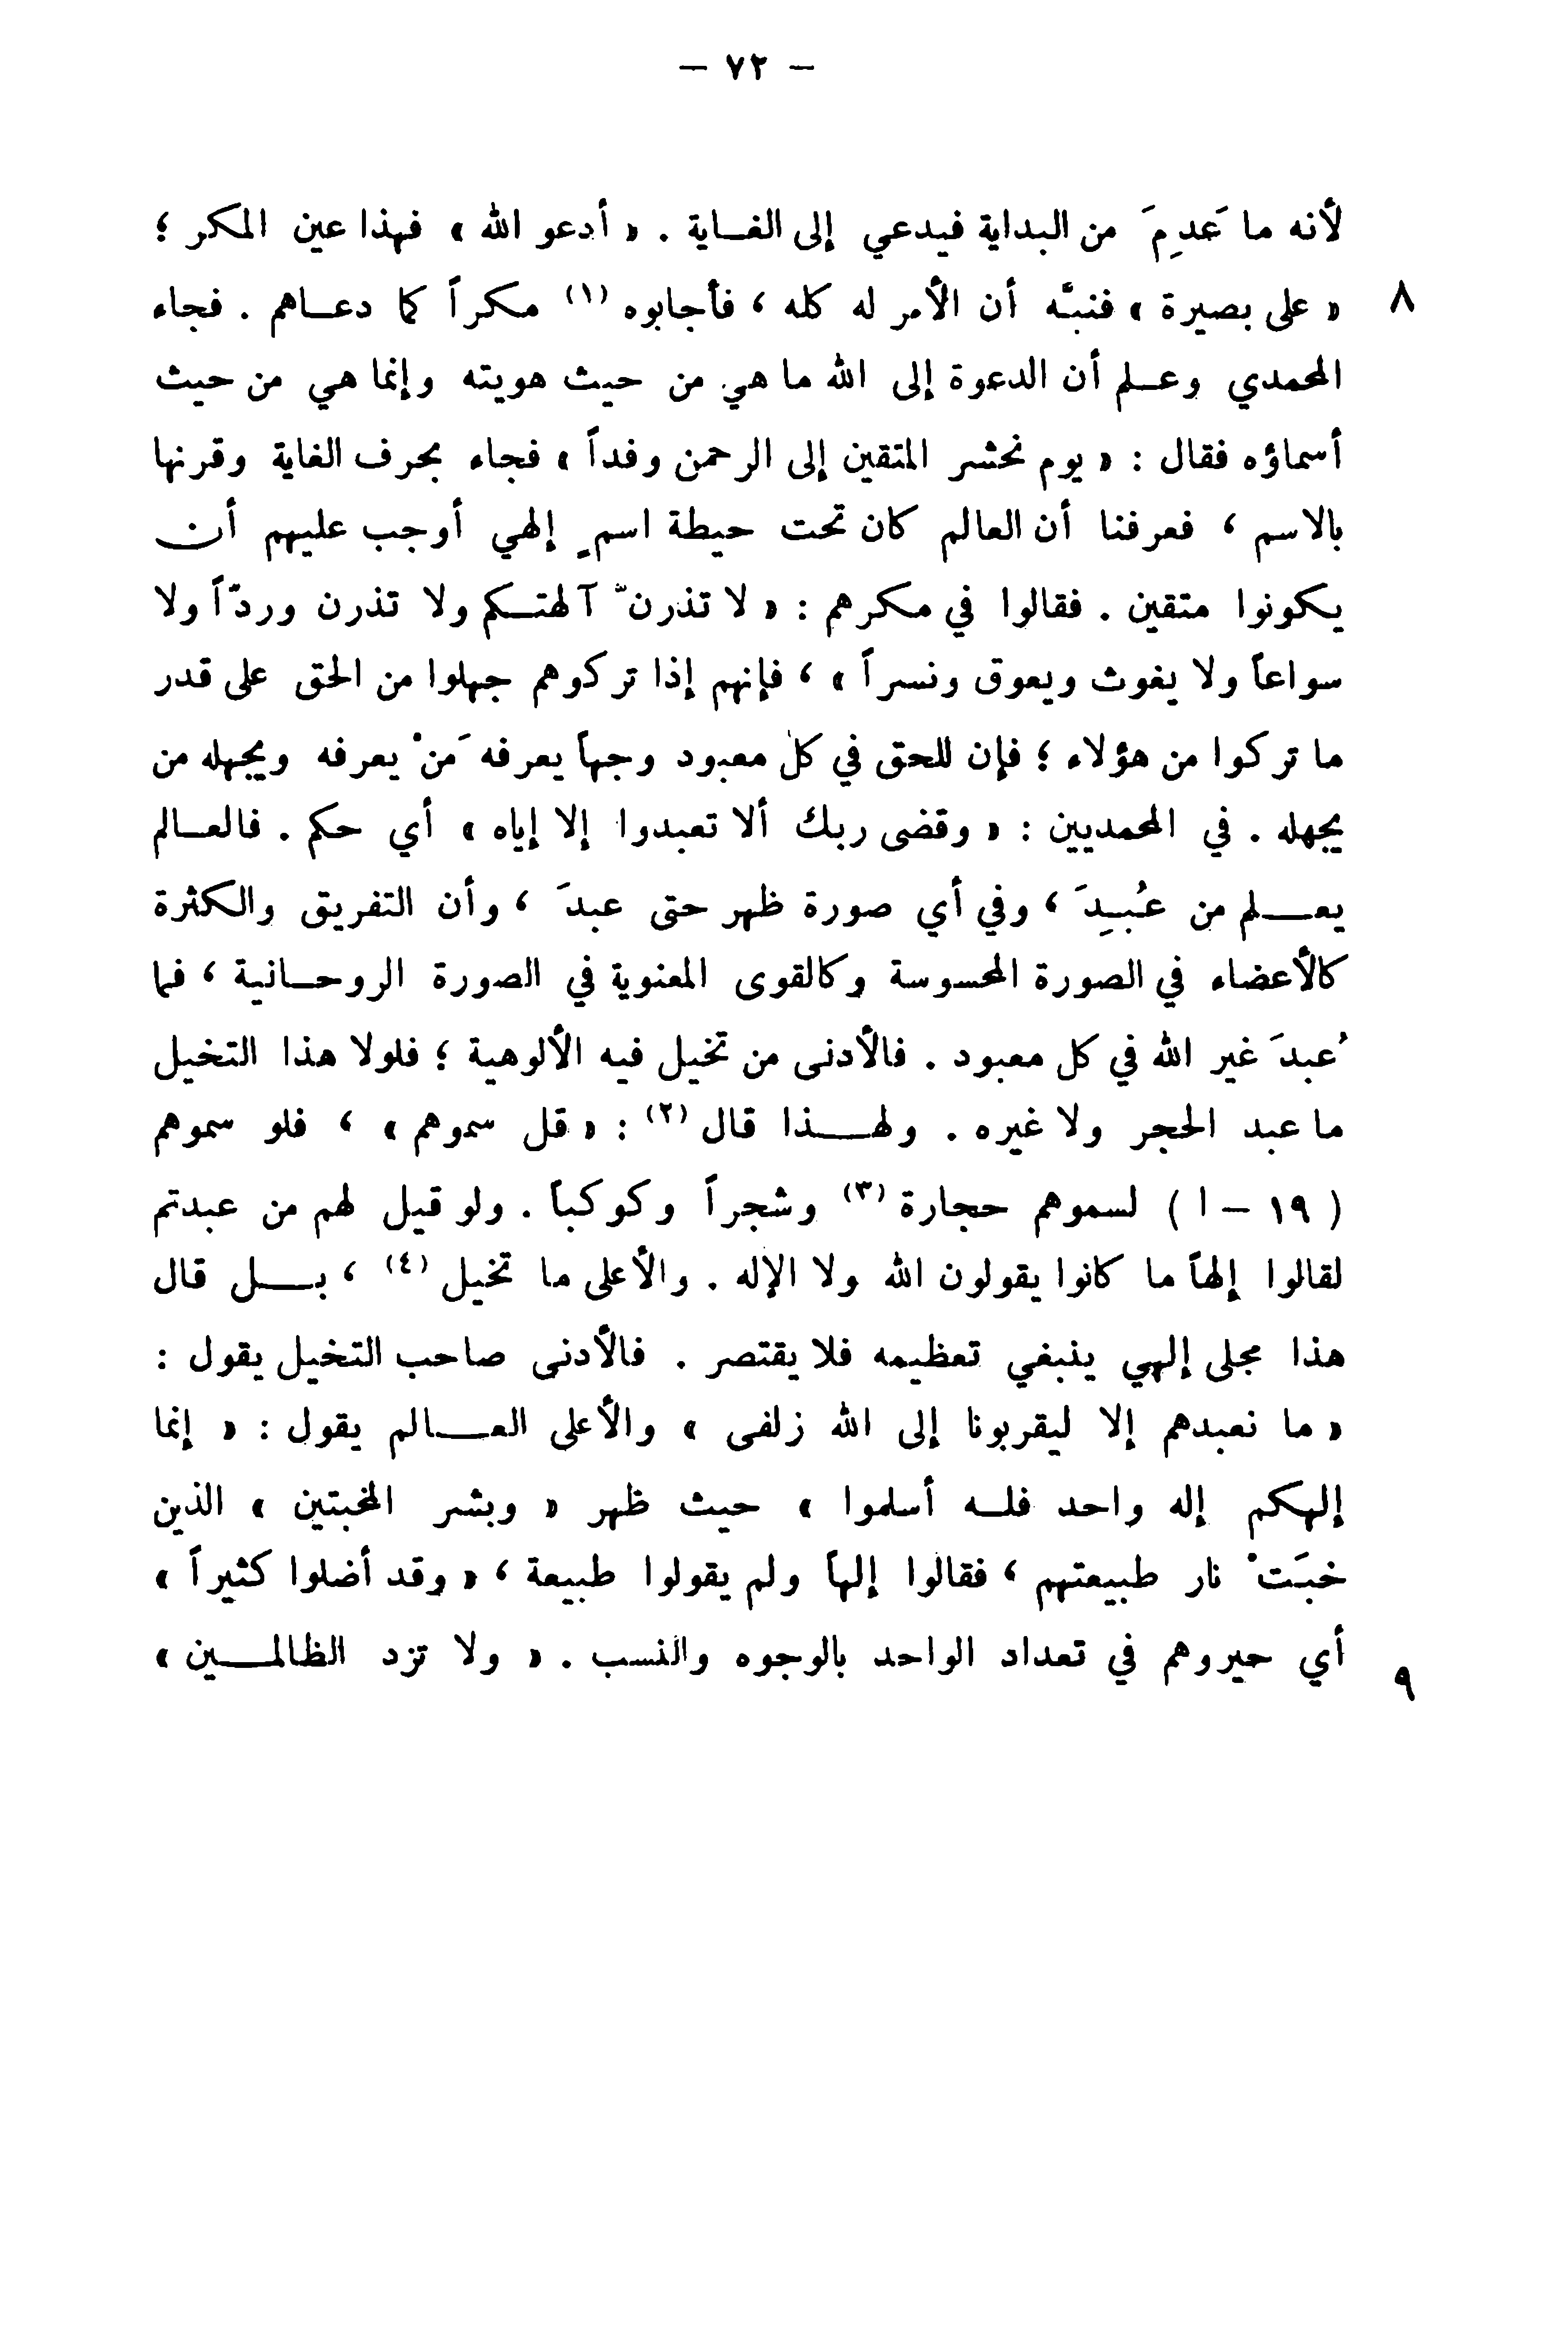 – ٧٢ –
لأنه ما عَدِمَ من البداية فيدعي إلى الغاية . « أدعو الله » فهذا عين المكر ؛
٨ « على بصيرة » فنبَّه أن الأمر له كله ، فأجابوه (١) مكراً كما دعاهم . فجاء
المحمدي وعلم أن الدعوة إلى الله ما هي من حيث هويته وإنما هي من حيث
أسماؤه فقال : « يوم نحشر المتقين إلى الرحمن وفداً » فجاء بحرف الغاية وقرنها
بالاسم ، فعرفنا أن العالم كان تحت حيطة اسمٍ إلهي أوجب عليهم أن
يكونوا متقين . فقالوا في مكرهم : « لا تذرنَّ آلهتكم ولا تذرن وردّاً ولا
سواعاً ولا يغوث ويعوق ونسراً » ، فإنهم إذا تركوهم جهلوا من الحق على قدر
ما تركوا من هؤلاء ؛ فإن للحق في كل معبود وجهاً يعرفه مَنْ يعرفه ويجهله من
يجهله . في المحمديين : « وقضى ربك ألا تعبدوا إلا إياه » أي حكم . فالعالم
يعلم من عُبِدَ ، وفي أي صورة ظهر حتى عبدَ ، وأن التفريق والكثرة
كالأعضاء في الصورة المحسوسة وكالقوى المعنوية في الصورة الروحانية ، فما
عُبدَ غير الله في كل معبود . فالأدنى من تخيل فيه الألوهية ؛ فلولا هذا التخيل
ما عبد الحجر ولا غيره . ولهذا قال (٢) : « قل سموهم » ، فلو سموهم
( ١٩ – ا ) لسموهم حجارة (٣) وشجراً وكوكباً . ولو قيل لهم من عبدتم
لقالوا إلهاً ما كانوا يقولون الله ولا الإله . والأعلى ما تخيل (٤) ، بل قال
هذا مجلى إلهي ينبغي تعظيمه فلا يقتصر . فالأدنى صاحب التخيل يقول :
« ما نعبدهم إلا ليقربونا إلى الله زلفى » والأعلى العالم يقول : « إنما
إلهكم إله واحد فله أسلموا » حيث ظهر « وبشر المخبتين » الذين
خبَتْ نار طبيعتهم ، فقالوا إلهاً ولم يقولوا طبيعة ، « وقد أضلوا كثيراً »
٩ أي حيروهم في تعداد الواحد بالوجوه والنسب . « ولا تزد الظالمين »